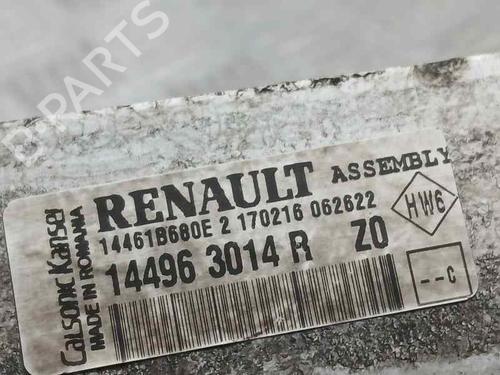 B-PARTS
RENAULT ASSEMBLY
14461B680E 2 170216 062622
14496 3014 R Z0
HW6
--C
Calsonic Kansei
MADE IN ROMANIA